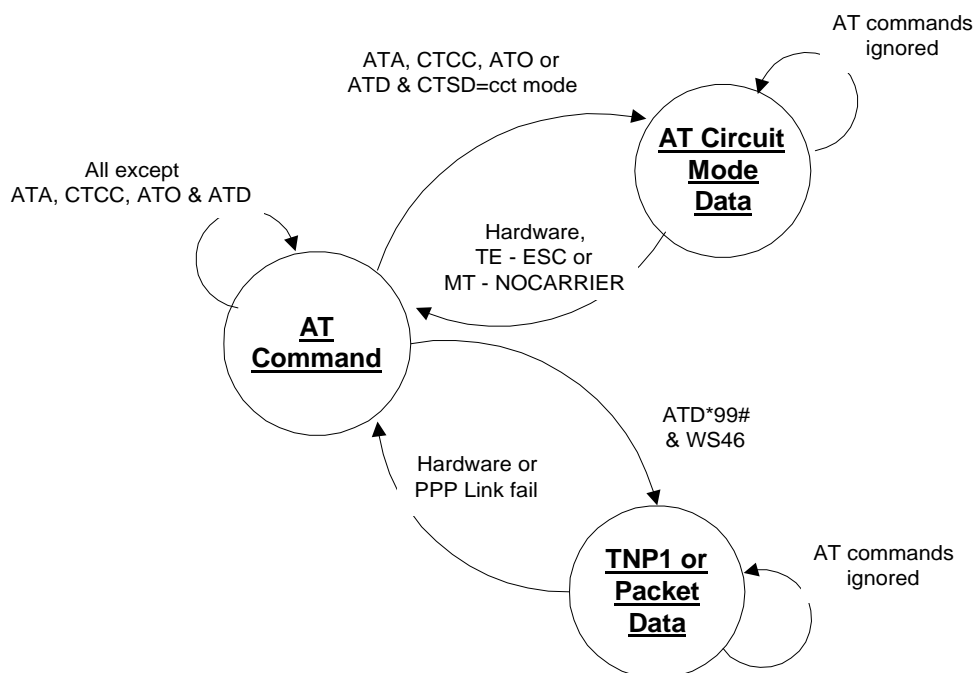 AT commands
ignored
ATA, CTCC, ATO or
ATD & CTSD=cct mode
AT Circuit
Mode
Data
All except
ATA, CTCC, ATO & ATD
Hardware,
TE - ESC or
MT - NOCARRIER
AT
Command
ATD*99#
& WS46
Hardware or
PPP Link fail
TNP1 or
Packet
Data
AT commands
ignored